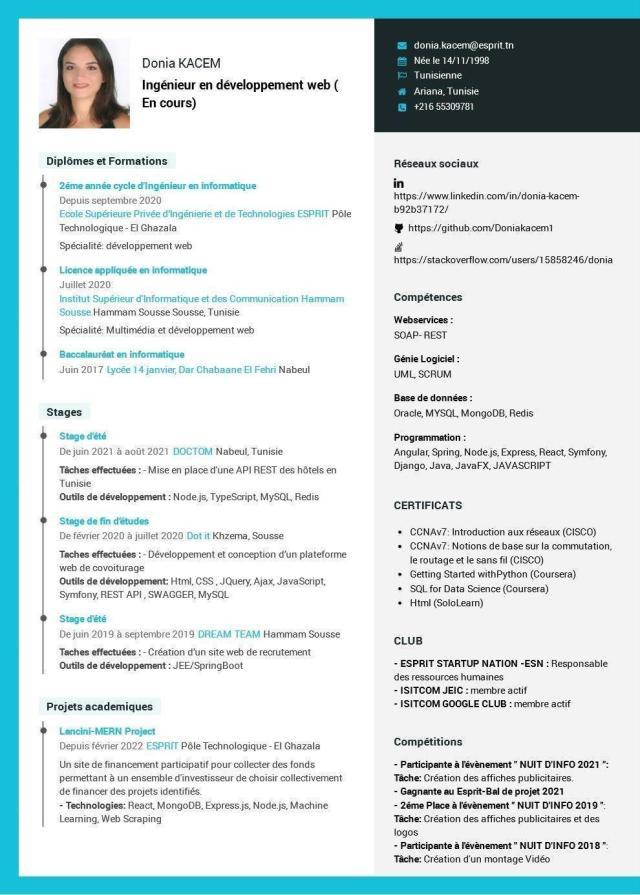 Donia KACEM
Ingénieur en développement web (
En cours)
donia.kacem@esprit.tn
Née le 14/11/1998
Tunisienne
Ariana, Tunisie
+216 55309781
Diplômes et Formations
2éme année cycle d'Ingénieur en informatique
Depuis septembre 2020
Ecole Supérieure Privée d'Ingénierie et de Technologies ESPRIT Pôle
Technologique - El Ghazala
Spécialité: développement web
Licence appliquée en informatique
Juillet 2020
Institut Supérieur d'Informatique et des Communication Hammam
Sousse Hammam Sousse Sousse, Tunisie
Spécialité: Multimédia et développement web
Baccalauréat en informatique
Juin 2017 Lycée 14 janvier, Dar Chabaane El Fehri Nabeul
Stages
Stage d'été
De juin 2021 à août 2021 DOCTOM Nabeul, Tunisie
Tâches effectuées : - Mise en place d'une API REST des hôtels en
Tunisie
Outils de développement : Node.js, TypeScript, MySQL, Redis
Stage de fin d'études
De février 2020 à juillet 2020 Dot it Khzema, Sousse
Taches effectuées : - Développement et conception d'un plateforme
web de covoiturage
Outils de développement: Html, CSS , JQuery, Ajax, JavaScript,
Symfony, REST API , SWAGGER, MySQL
Stage d'été
De juin 2019 à septembre 2019 DREAM TEAM Hammam Sousse
Taches effectuées : - Création d'un site web de recrutement
Outils de développement : JEE/SpringBoot
Projets academiques
Lancini-MERN Project
Depuis février 2022 ESPRIT Pôle Technologique - El Ghazala
Un site de financement participatif pour collecter des fonds
permettant à un ensemble d'investisseur de choisir collectivement
de financer des projets identifiés.
- Technologies: React, MongoDB, Express.js, Node.js, Machine
Learning, Web Scraping
Réseaux sociaux
https://www.linkedin.com/in/donia-kacem-
b92b37172/
https://github.com/Doniakacem1
https://stackoverflow.com/users/15858246/donia
Compétences
Webservices :
SOAP- REST
Génie Logiciel :
UML, SCRUM
Base de données :
Oracle, MYSQL, MongoDB, Redis
Programmation :
Angular, Spring, Node.js, Express, React, Symfony,
Django, Java, JavaFX, JAVASCRIPT
CERTIFICATS
• CCNAv7: Introduction aux réseaux (CISCO)
• CCNAv7: Notions de base sur la commutation,
le routage et le sans fil (CISCO)
• Getting Started withPython (Coursera)
• SQL for Data Science (Coursera)
• Html (SoloLearn)
CLUB
- ESPRIT STARTUP NATION -ESN : Responsable
des ressources humaines
- ISITCOM JEIC : membre actif
- ISITCOM GOOGLE CLUB : membre actif
Compétitions
- Participante à l'évènement " NUIT D'INFO 2021 ":
Tâche: Création des affiches publicitaires.
- Gagnante au Esprit-Bal de projet 2021
- 2éme Place à l'évènement " NUIT D'INFO 2019 ":
Tâche: Création des affiches publicitaires et des
logos
- Participante à l'évènement " NUIT D'INFO 2018 ":
Tâche: Création d'un montage Vidéo